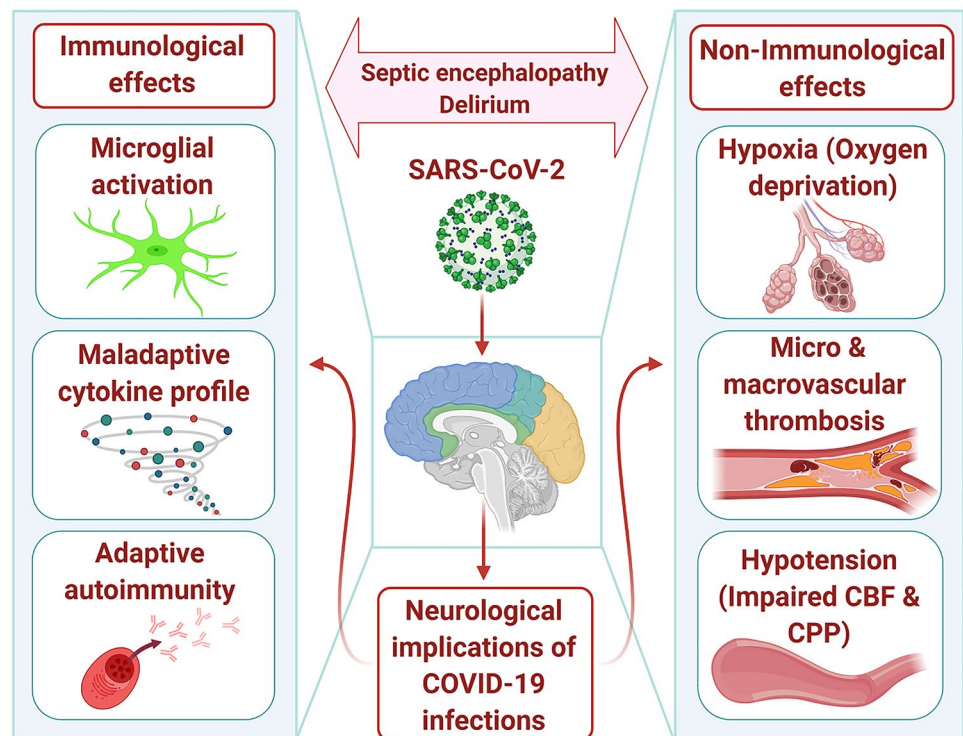 Immunological
effects
Microglial
activation
Maladaptive
cytokine profile
Adaptive
autoimmunity
Septic encephalopathy
Delirium
SARS-CoV-2
Neurological
implications of
COVID-19
infections
Non-Immunological
effects
Hypoxia (Oxygen
deprivation)
Micro &
macrovascular
thrombosis
Hypotension
(Impaired CBF &
CPP)